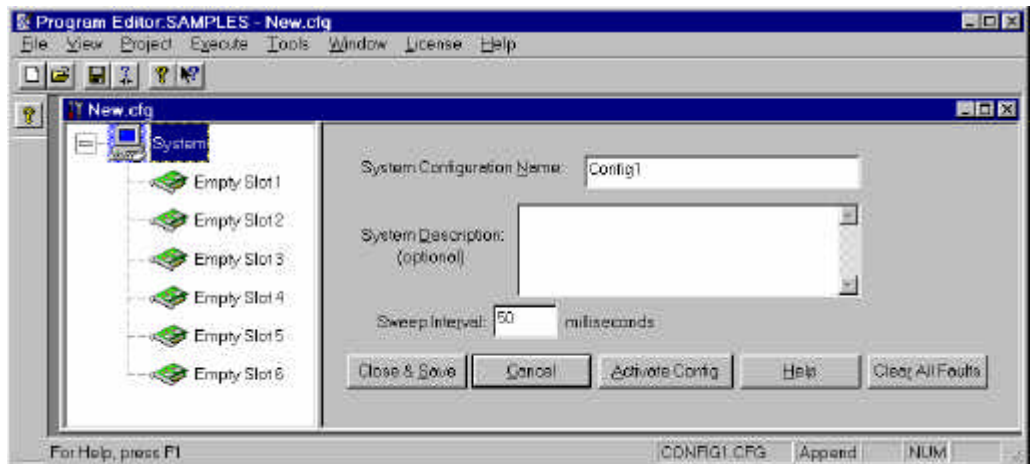 Program Editor:SAMPLES - New.cfg
File View Project Execute Tools Window License Help
New.cfg
System
Empty Slot 1
Empty Slot 2
Empty Slot 3
Empty Slot 4
Empty Slot 5
Empty Slot 6
System Configuration Name: Config1
System Description:
(optional)
Sweep Interval: 50 milliseconds
Close & Save Cancel Activate Config Help Clear All Faults
For Help, press F1 CONFIG1.CFG Append NUM